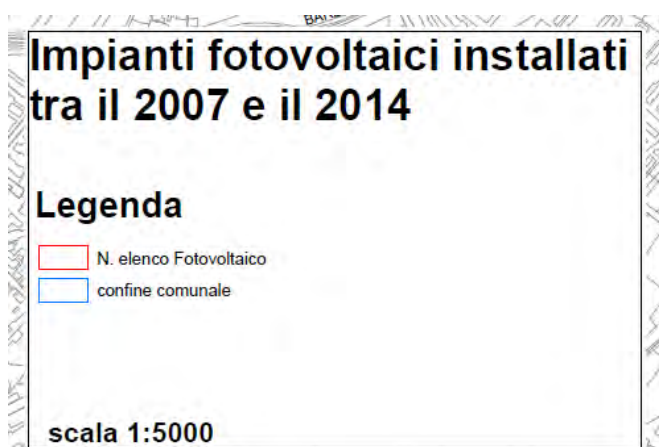 Impianti fotovoltaici installati
tra il 2007 e il 2014
Legenda
N. elenco Fotovoltaico
confine comunale
scala 1:5000